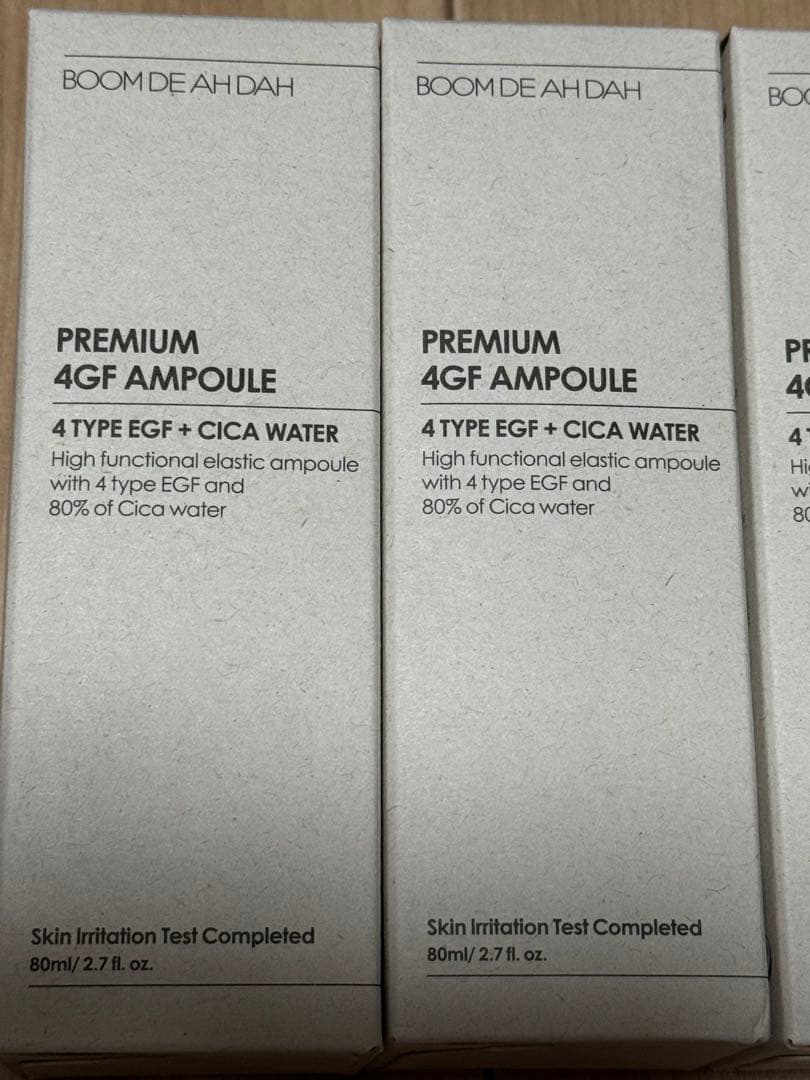 BOOM DE AH DAH
PREMIUM
4GF AMPOULE
4 TYPE EGF + CICA WATER
High functional elastic ampoule
with 4 type EGF and
80% of Cica water
Skin Irritation Test Completed
80ml/ 2.7 fl. oz.
BOOM DE AH DAH
PREMIUM
4GF AMPOULE
4 TYPE EGF + CICA WATER
High functional elastic ampoule
with 4 type EGF and
80% of Cica water
Skin Irritation Test Completed
80ml/ 2.7 fl. oz.